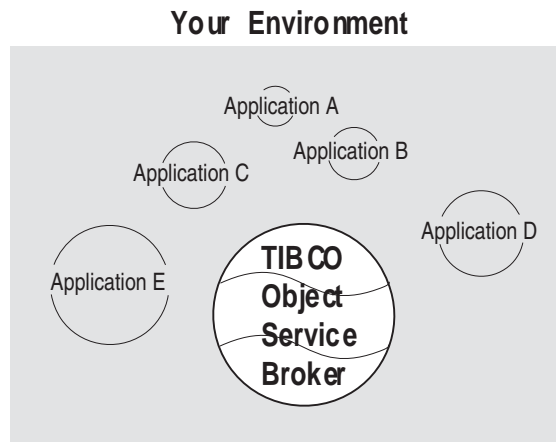 Your Environment
Application A
Application B
Application C
Application D
Application E
TIBCO
Object
Service
Broker